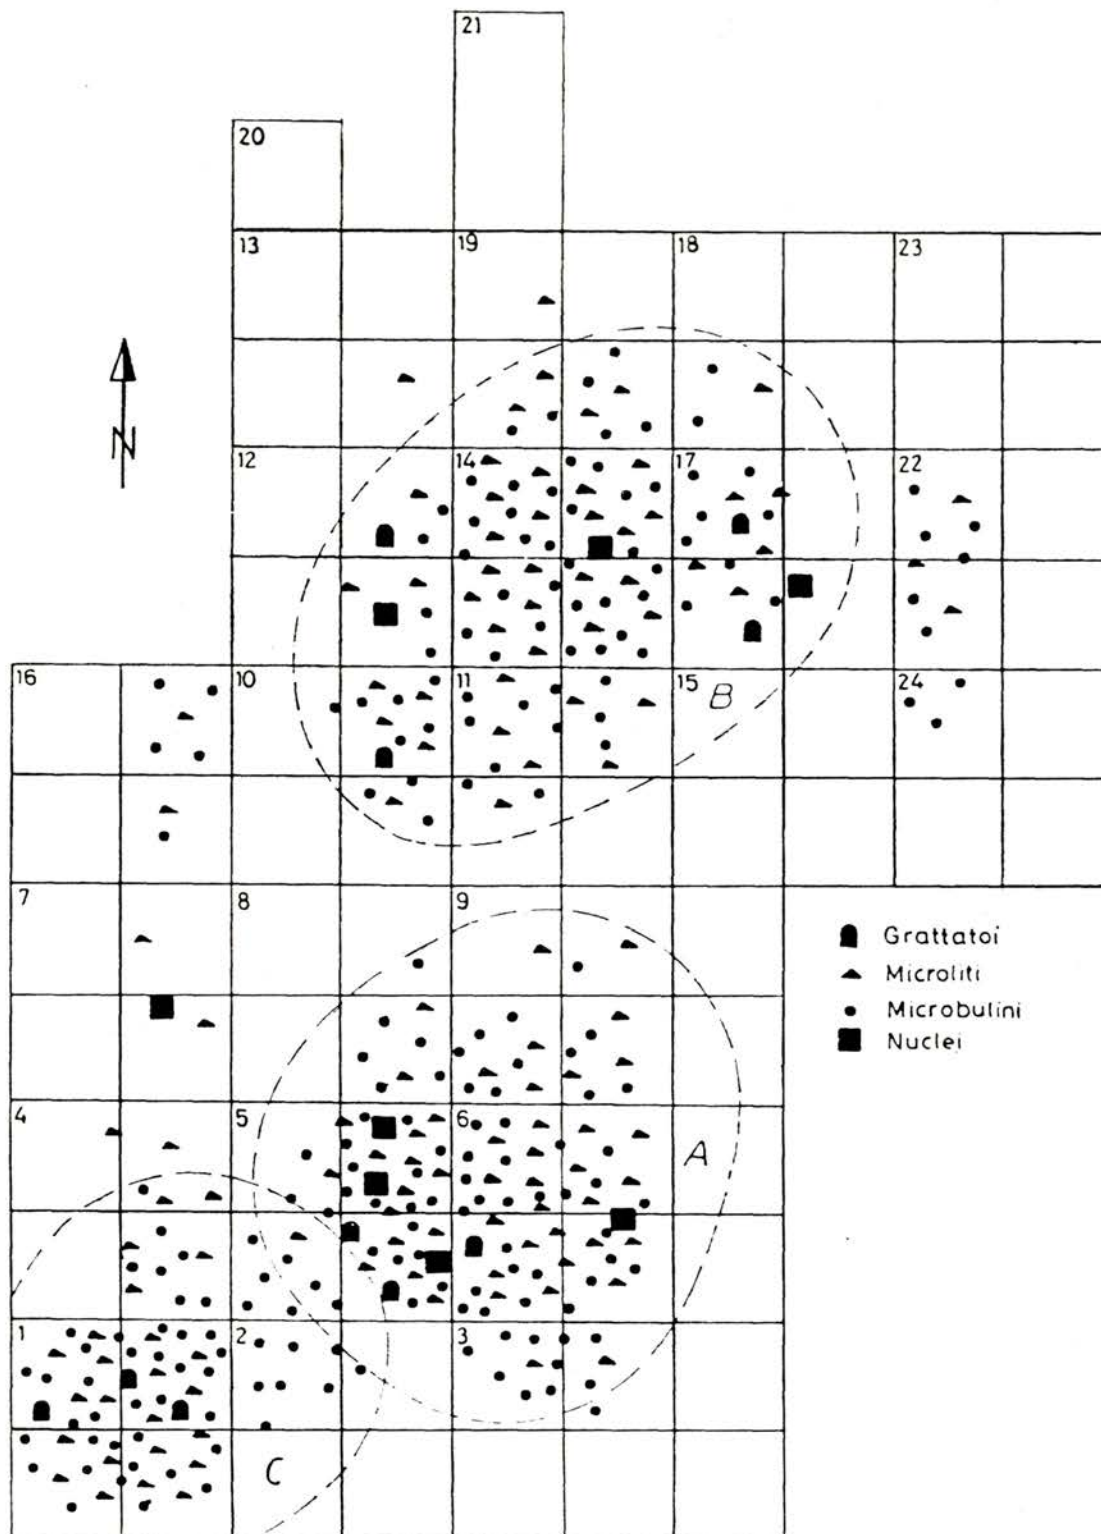 21
20
13 19 18 23
N
12 14 17 22
16 10 11 15 24
B
7 8 9
Grattatoi
Microliti
Microbulini
Nuclei
4 5 6
A
1 2 3
C